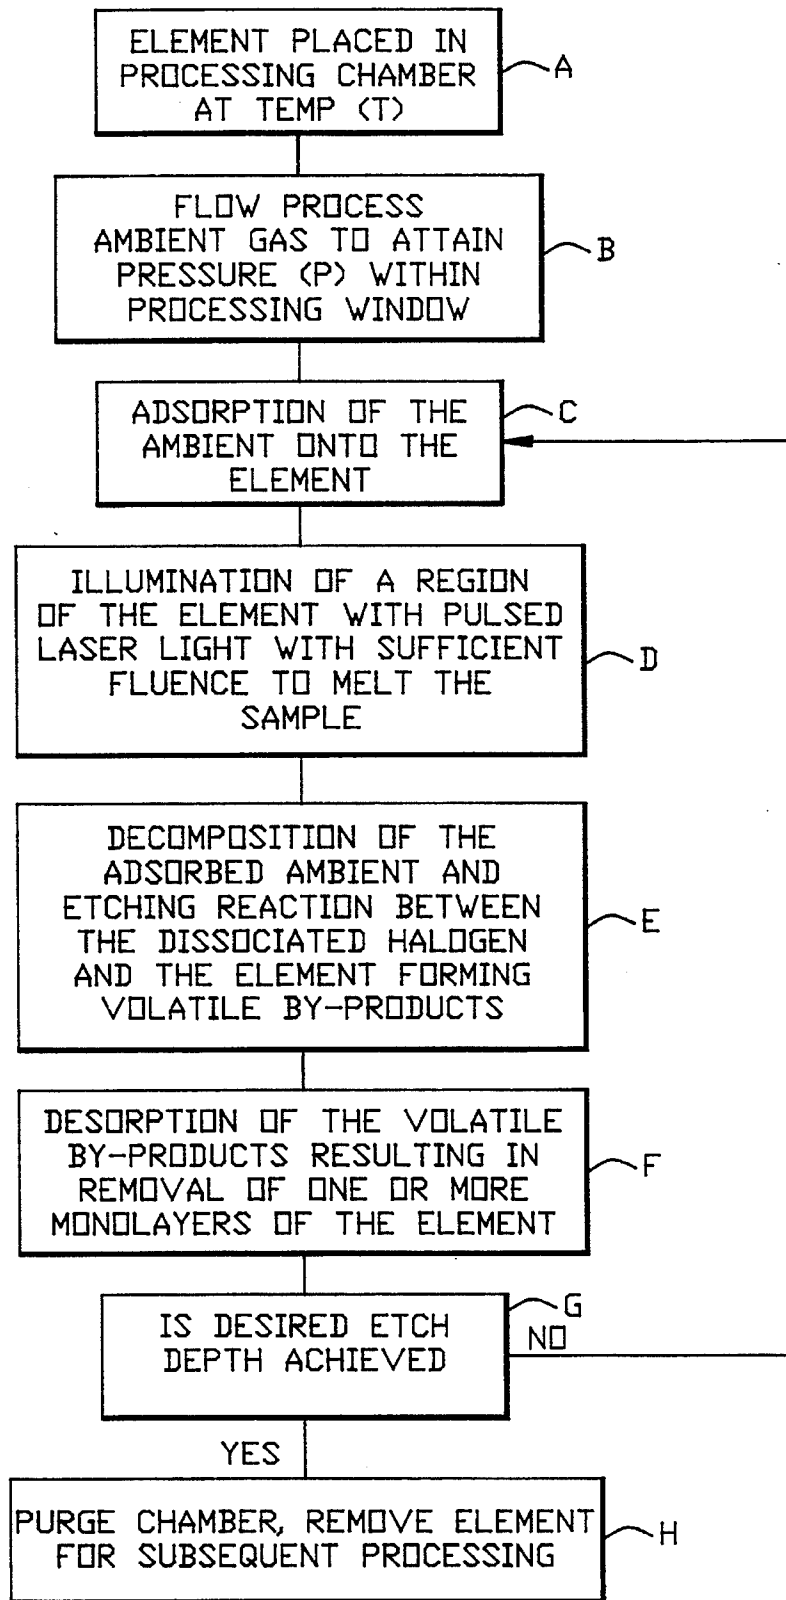 ELEMENT PLACED IN
PROCESSING CHAMBER
AT TEMP (T)
A
FLOW PROCESS
AMBIENT GAS TO ATTAIN
PRESSURE (P) WITHIN
PROCESSING WINDOW
B
ADSORPTION OF THE
AMBIENT ONTO THE
ELEMENT
C
ILLUMINATION OF A REGION
OF THE ELEMENT WITH PULSED
LASER LIGHT WITH SUFFICIENT
FLUENCE TO MELT THE
SAMPLE
D
DECOMPOSITION OF THE
ADSORBED AMBIENT AND
ETCHING REACTION BETWEEN
THE DISSOCIATED HALOGEN
AND THE ELEMENT FORMING
VOLATILE BY-PRODUCTS
E
DESORPTION OF THE VOLATILE
BY-PRODUCTS RESULTING IN
REMOVAL OF ONE OR MORE
MONOLAYERS OF THE ELEMENT
F
IS DESIRED ETCH
DEPTH ACHIEVED
G
NO
YES
PURGE CHAMBER, REMOVE ELEMENT
FOR SUBSEQUENT PROCESSING
H